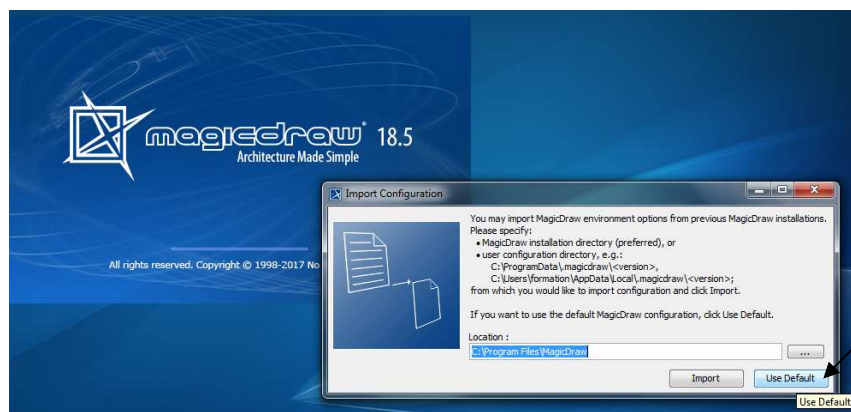 magicdraw 18.5
Architecture Made Simple
All rights reserved. Copyright © 1998-2017 No
Import Configuration
You may import MagicDraw environment options from previous MagicDraw installations.
Please specify:
• MagicDraw installation directory (preferred), or
• user configuration directory, e.g.:
C:\ProgramData\.magicdraw\<version>,
C:\Users\formation\AppData\Local\.magicdraw\<version>;
from which you would like to import configuration and click Import.
If you want to use the default MagicDraw configuration, click Use Default.
Location :
C:\Program Files\MagicDraw
...
Import
Use Default
Use Default